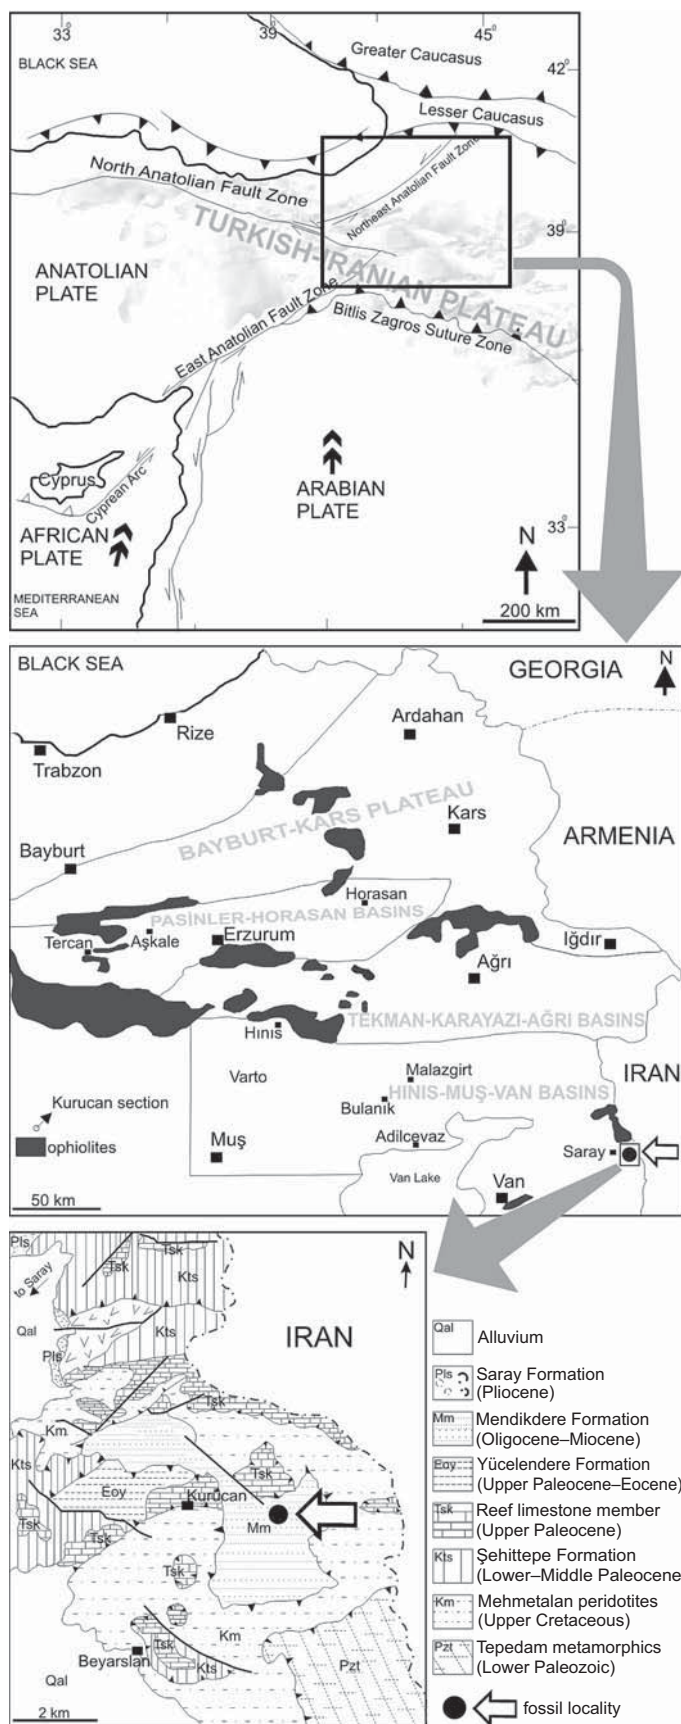 33°
39°
45°
BLACK SEA
Greater Caucasus
42°
Lesser Caucasus
North Anatolian Fault Zone
Northeast Anatolian Fault Zone
39°
TURKISH-IRANIAN PLATEAU
ANATOLIAN
PLATE
East Anatolian Fault Zone
Bitlis Zagros Suture Zone
Cyprus
Cyprean Arc
ARABIAN
PLATE
AFRICAN
PLATE
33°
N
MEDITERRANEAN
SEA
200 km
BLACK SEA
GEORGIA
N
Rize
Ardahan
Trabzon
BAYBURT-KARS PLATEAU
Kars
ARMENIA
Bayburt
Horasan
PASİNLER-HORASAN BASINS
Tercan
Aşkale
Erzurum
Iğdır
Ağrı
TEKMAN-KARAYAZI-AĞRI BASINS
Hınıs
Varto
Malazgirt
IRAN
HINIS-MUŞ-VAN BASINS
Bulanık
Kurucan section
Adilcevaz
ophiolites
Muş
Saray
Van Lake
Van
50 km
Pls
Tsk
Tsk
Kts
N
to Saray
Qal
Kts
IRAN
Pls
Km
Tsk
Kts
Eoy
Tsk
Kurucan
Tsk
Tsk
Mm
Tsk
Km
Tsk
Beyarslan
Kts
Pzt
Qal
2 km
Qal
Alluvium
Pls
Saray Formation
(Pliocene)
Mm
Mendikdere Formation
(Oligocene–Miocene)
Eoy
Yücelendere Formation
(Upper Paleocene–Eocene)
Tsk
Reef limestone member
(Upper Paleocene)
Kts
Şehittepe Formation
(Lower–Middle Paleocene)
Km
Mehmetalan peridotites
(Upper Cretaceous)
Pzt
Tepedam metamorphics
(Lower Paleozoic)
fossil locality